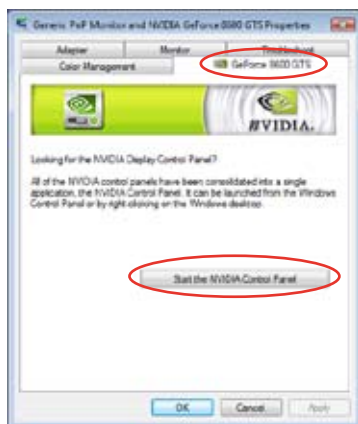 Generic PnP Monitor and NVIDIA GeForce 8600 GTS Properties
Adapter
Monitor
Troubleshoot
Color Management
GeForce 8600 GTS
NVIDIA.
Looking for the NVIDIA Display Control Panel?
All of the NVIDIA control panels have been consolidated into a single
application, the NVIDIA Control Panel. It can be launched from the Windows
Control Panel or by right clicking on the Windows desktop.
Start the NVIDIA Control Panel
OK
Cancel
Apply